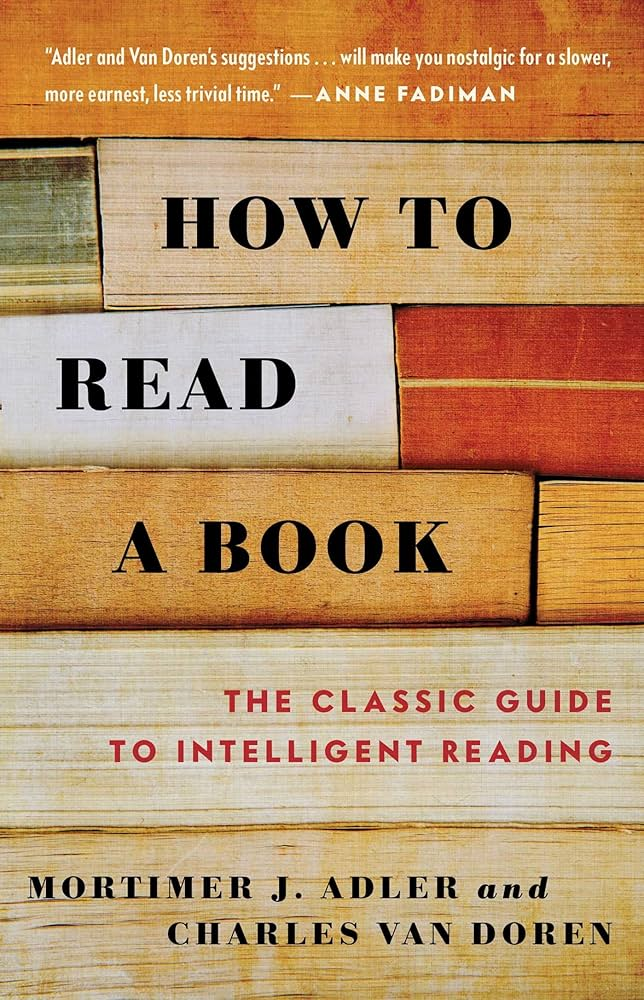 “Adler and Van Doren’s suggestions . . . will make you nostalgic for a slower,
more earnest, less trivial time.” —ANNE FADIMAN
HOW TO
READ
A BOOK
THE CLASSIC GUIDE
TO INTELLIGENT READING
MORTIMER J. ADLER and
CHARLES VAN DOREN